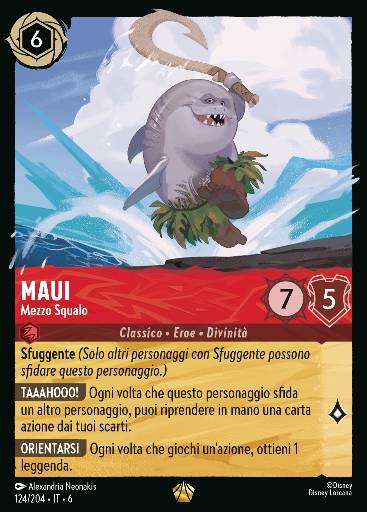 6
MAUI
Mezzo Squalo
7
5
Classico • Eroe • Divinità
Sfuggente (Solo altri personaggi con Sfuggente possono
sfidare questo personaggio.)
TAAAHOOO! Ogni volta che questo personaggio sfida
un altro personaggio, puoi riprendere in mano una carta
azione dai tuoi scarti.
ORIENTARSI Ogni volta che giochi un'azione, ottieni 1
leggenda.
Alexandria Neonakis
124/204 • IT • 6
©Disney
Disney Lorcana